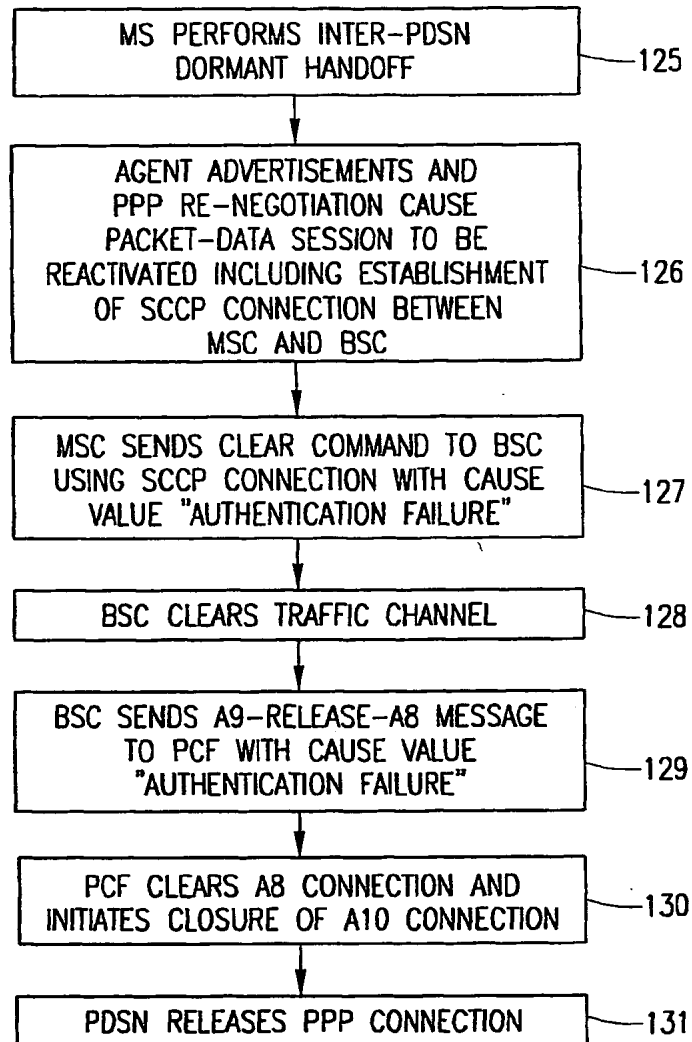 MS PERFORMS INTER-PDSN
DORMANT HANDOFF
125
AGENT ADVERTISEMENTS AND
PPP RE-NEGOTIATION CAUSE
PACKET-DATA SESSION TO BE
REACTIVATED INCLUDING ESTABLISHMENT
OF SCCP CONNECTION BETWEEN
MSC AND BSC
126
MSC SENDS CLEAR COMMAND TO BSC
USING SCCP CONNECTION WITH CAUSE
VALUE "AUTHENTICATION FAILURE"
127
BSC CLEARS TRAFFIC CHANNEL
128
BSC SENDS A9-RELEASE-A8 MESSAGE
TO PCF WITH CAUSE VALUE
"AUTHENTICATION FAILURE"
129
PCF CLEARS A8 CONNECTION AND
INITIATES CLOSURE OF A10 CONNECTION
130
PDSN RELEASES PPP CONNECTION
131